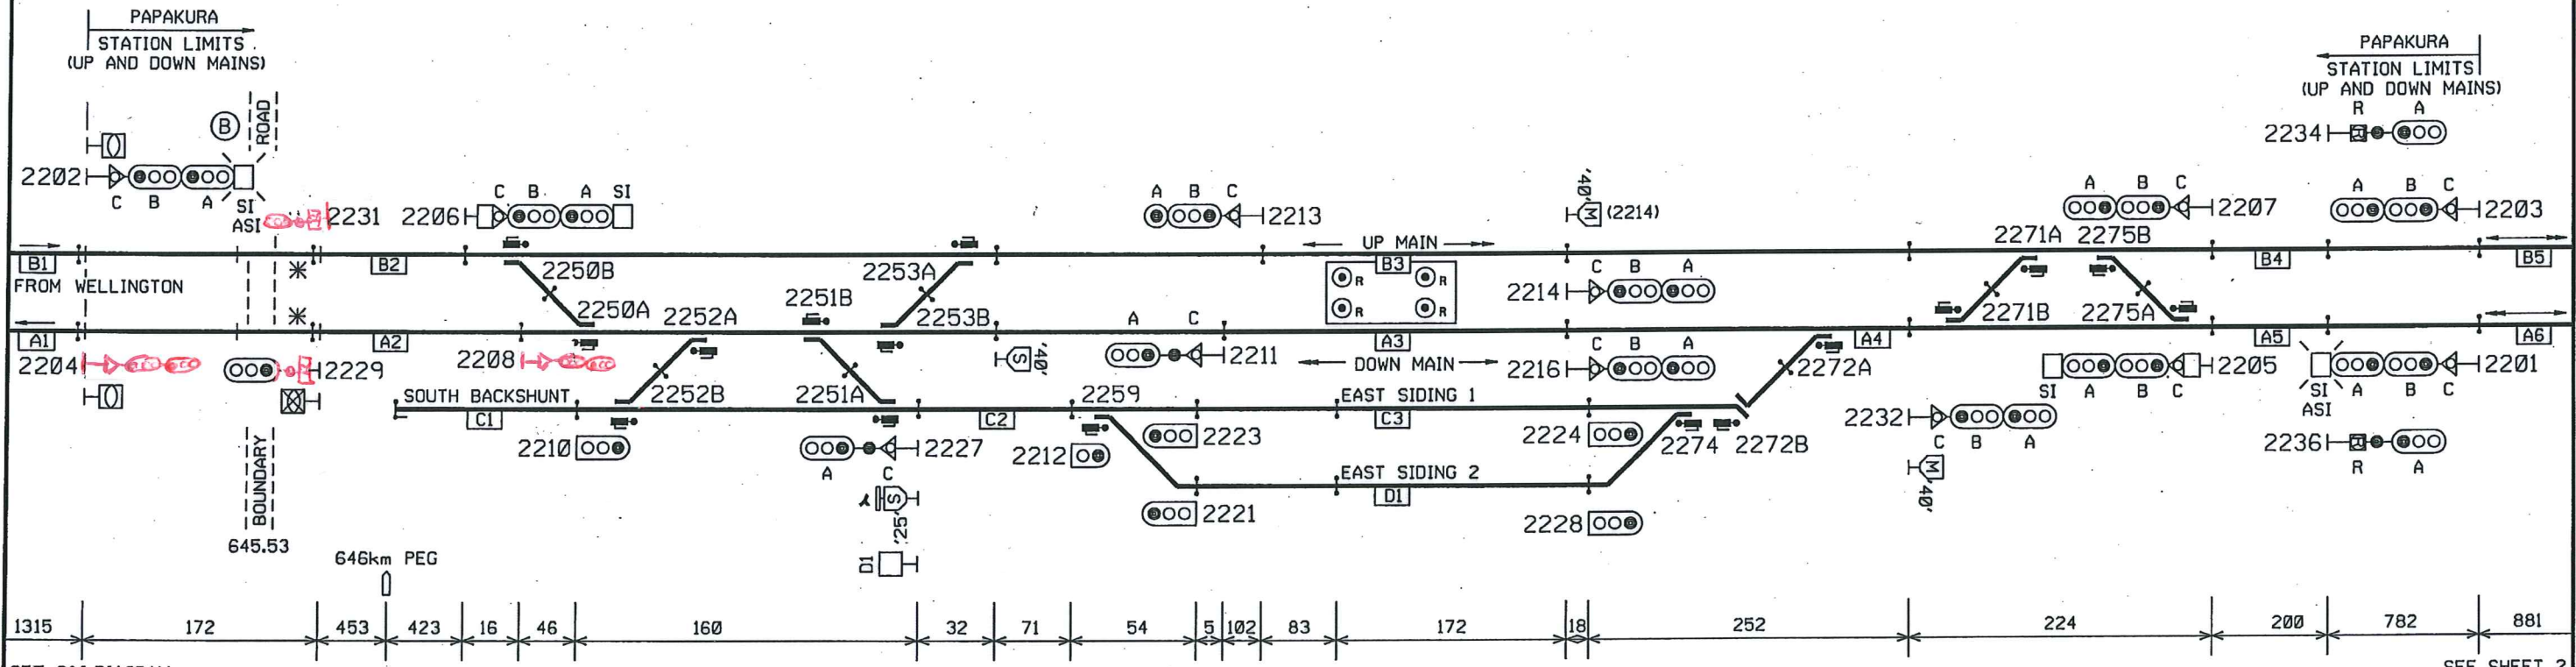 PAPAKURA
STATION LIMITS
(UP AND DOWN MAINS)
PAPAKURA
STATION LIMITS
(UP AND DOWN MAINS)
B
ROAD
R A
2234 R
2202
C B A SI
ASI
2231
2206
C B A SI
A B C
2213
'40'
M (2214)
A B C
2207
A B C
2203
UP MAIN
2271A 2275B
B1
B2
2250B
2253A
B3
B4
B5
FROM WELLINGTON
2251B
R R
R R
C B A
2214
2250A
2252A
2253B
2271B
2275A
A1
A2
A C
A3
A4
A5
A6
2204
2229
2208
S '40'
2211
DOWN MAIN
C B A
2216
2272A
SI A B C
2205
SI A B C
ASI
2201
SOUTH BACKSHUNT
2252B
2251A
2259
EAST SIDING 1
C1
C2
C3
2232
C B A
2210
A C
2227
2212
2223
2224
2274 2272B
2236 R
R A
M
'40'
S
'25'
EAST SIDING 2
D1
2221
2228
BOUNDARY
645.53
646km PEG
D1
1315 172 453 423 16 46 160 32 71 54 5 102 83 172 18 252 224 200 782 881
SEE SHEET 2